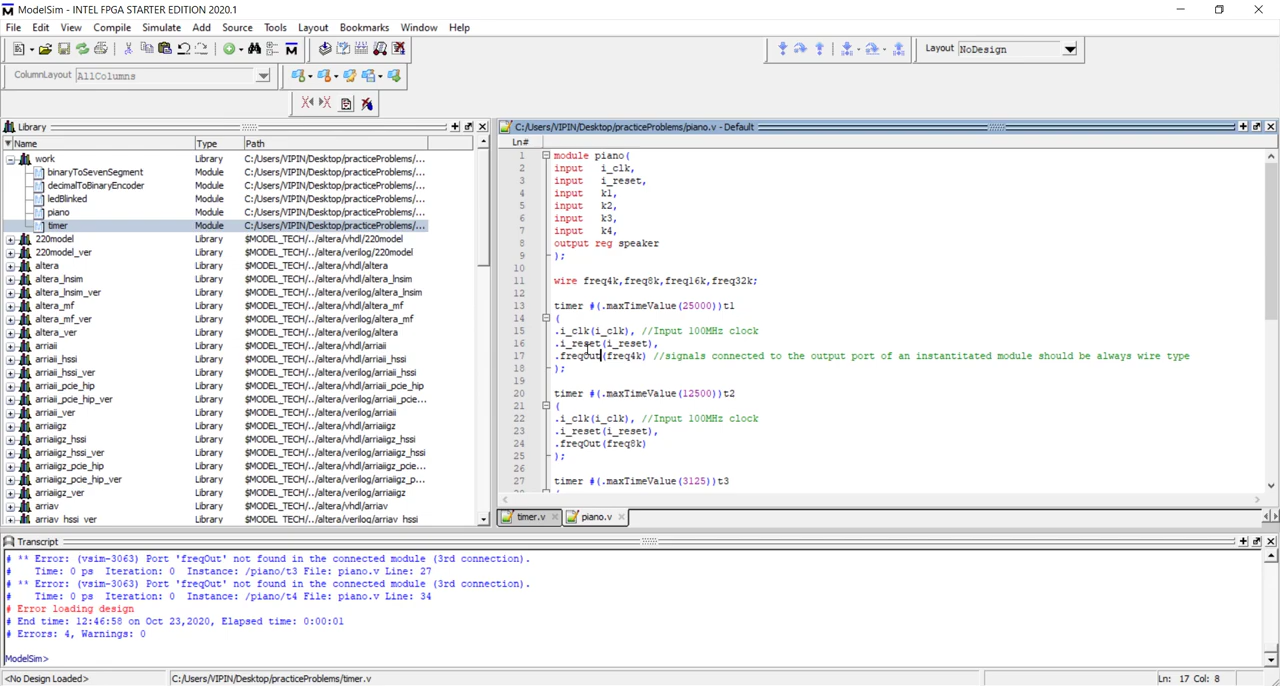 ModelSim - INTEL FPGA STARTER EDITION 2020.1
File Edit View Compile Simulate Add Source Tools Layout Bookmarks Window Help
Layout NoDesign
ColumnLayout AllColumns
Library
Name Type Path
work Library C:/Users/VIPIN/Desktop/practiceProblems/...
binaryToSevenSegment Module C:/Users/VIPIN/Desktop/practiceProblems/...
decimalToBinaryEncoder Module C:/Users/VIPIN/Desktop/practiceProblems/...
ledBlinked Module C:/Users/VIPIN/Desktop/practiceProblems/...
piano Module C:/Users/VIPIN/Desktop/practiceProblems/...
timer Module C:/Users/VIPIN/Desktop/practiceProblems/...
220model Library $MODEL_TECH/../altera/vhdl/220model
220model_ver Library $MODEL_TECH/../altera/verilog/220model
altera Library $MODEL_TECH/../altera/vhdl/altera
altera_lnsim Library $MODEL_TECH/../altera/vhdl/altera_lnsim
altera_lnsim_ver Library $MODEL_TECH/../altera/verilog/altera_lnsim
altera_mf Library $MODEL_TECH/../altera/vhdl/altera_mf
altera_mf_ver Library $MODEL_TECH/../altera/verilog/altera_mf
altera_ver Library $MODEL_TECH/../altera/verilog/altera
arriaii Library $MODEL_TECH/../altera/vhdl/arriaii
arriaii_hssi Library $MODEL_TECH/../altera/vhdl/arriaii_hssi
arriaii_hssi_ver Library $MODEL_TECH/../altera/verilog/arriaii_hssi
arriaii_pcie_hip Library $MODEL_TECH/../altera/vhdl/arriaii_pcie_hip
arriaii_pcie_hip_ver Library $MODEL_TECH/../altera/verilog/arriaii_pcie...
arriaii_ver Library $MODEL_TECH/../altera/verilog/arriaii
arriaiigz Library $MODEL_TECH/../altera/vhdl/arriaiigz
arriaiigz_hssi Library $MODEL_TECH/../altera/vhdl/arriaiigz_hssi
arriaiigz_hssi_ver Library $MODEL_TECH/../altera/verilog/arriaiigz_h...
arriaiigz_pcie_hip Library $MODEL_TECH/../altera/vhdl/arriaiigz_pcie...
arriaiigz_pcie_hip_ver Library $MODEL_TECH/../altera/verilog/arriaiigz_p...
arriaiigz_ver Library $MODEL_TECH/../altera/verilog/arriaiigz
arriav Library $MODEL_TECH/../altera/vhdl/arriav
arriav_hssi_ver Library $MODEL_TECH/../altera/verilog/arriav_hssi
C:/Users/VIPIN/Desktop/practiceProblems/piano.v - Default
Ln#
1 module piano(
2 input i_clk,
3 input i_reset,
4 input k1,
5 input k2,
6 input k3,
7 input k4,
8 output reg speaker
9 );
10
11 wire freq4k,freq8k,freq16k,freq32k;
12
13 timer #(.maxTimeValue(25000))t1
14 (
15 .i_clk(i_clk), //Input 100MHz clock
16 .i_reset(i_reset),
17 .freqOut(freq4k) //signals connected to the output port of an instantitated module should be always wire type
18 );
19
20 timer #(.maxTimeValue(12500))t2
21 (
22 .i_clk(i_clk), //Input 100MHz clock
23 .i_reset(i_reset),
24 .freqOut(freq8k)
25 );
26
27 timer #(.maxTimeValue(3125))t3
timer.v piano.v
Transcript
# ** Error: (vsim-3063) Port 'freqOut' not found in the connected module (3rd connection).
# Time: 0 ps Iteration: 0 Instance: /piano/t3 File: piano.v Line: 27
# ** Error: (vsim-3063) Port 'freqOut' not found in the connected module (3rd connection).
# Time: 0 ps Iteration: 0 Instance: /piano/t4 File: piano.v Line: 34
# Error loading design
# End time: 12:46:58 on Oct 23,2020, Elapsed time: 0:00:01
# Errors: 4, Warnings: 0
ModelSim>
<No Design Loaded> C:/Users/VIPIN/Desktop/practiceProblems/timer.v Ln: 17 Col: 8